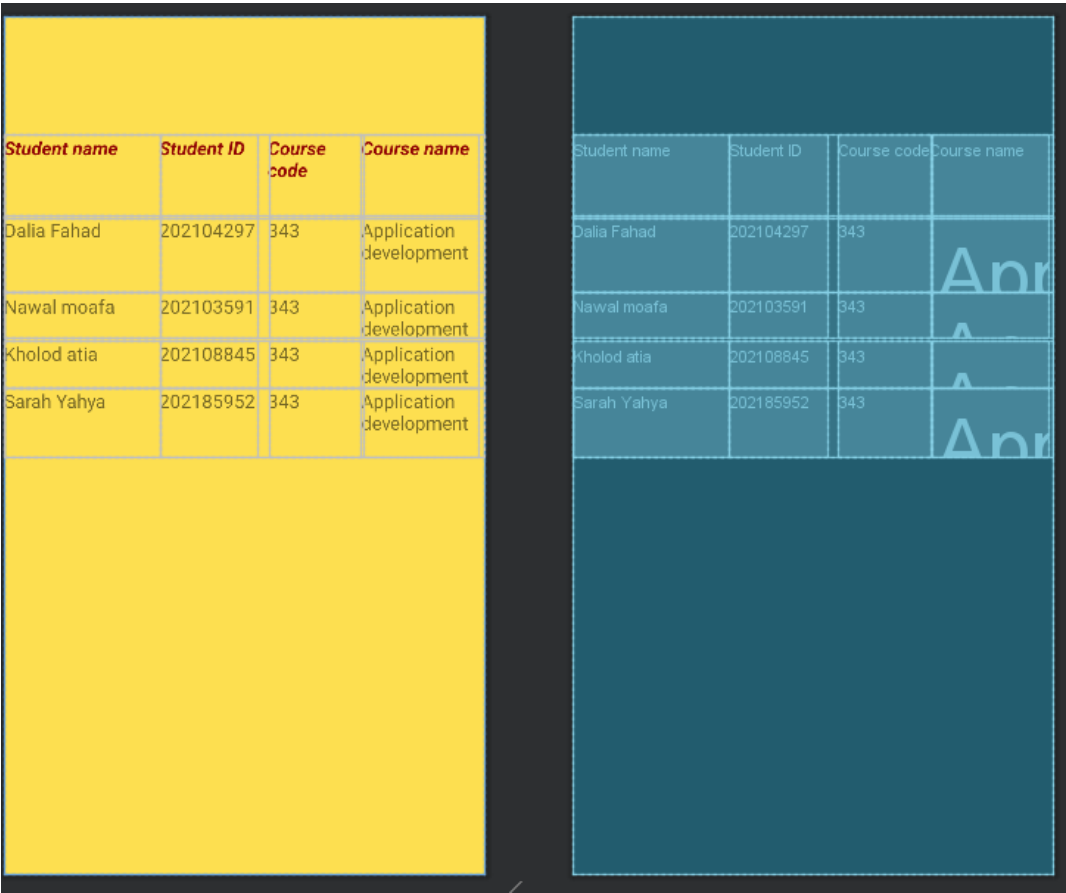 Student name Student ID Course code Course name
Dalia Fahad 202104297 343 Application development
Nawal moafa 202103591 343 Application development
Kholod atia 202108845 343 Application development
Sarah Yahya 202185952 343 Application development
Student name Student ID Course code Course name
Dalia Fahad 202104297 343
Nawal moafa 202103591 343
Kholod atia 202108845 343
Sarah Yahya 202185952 343